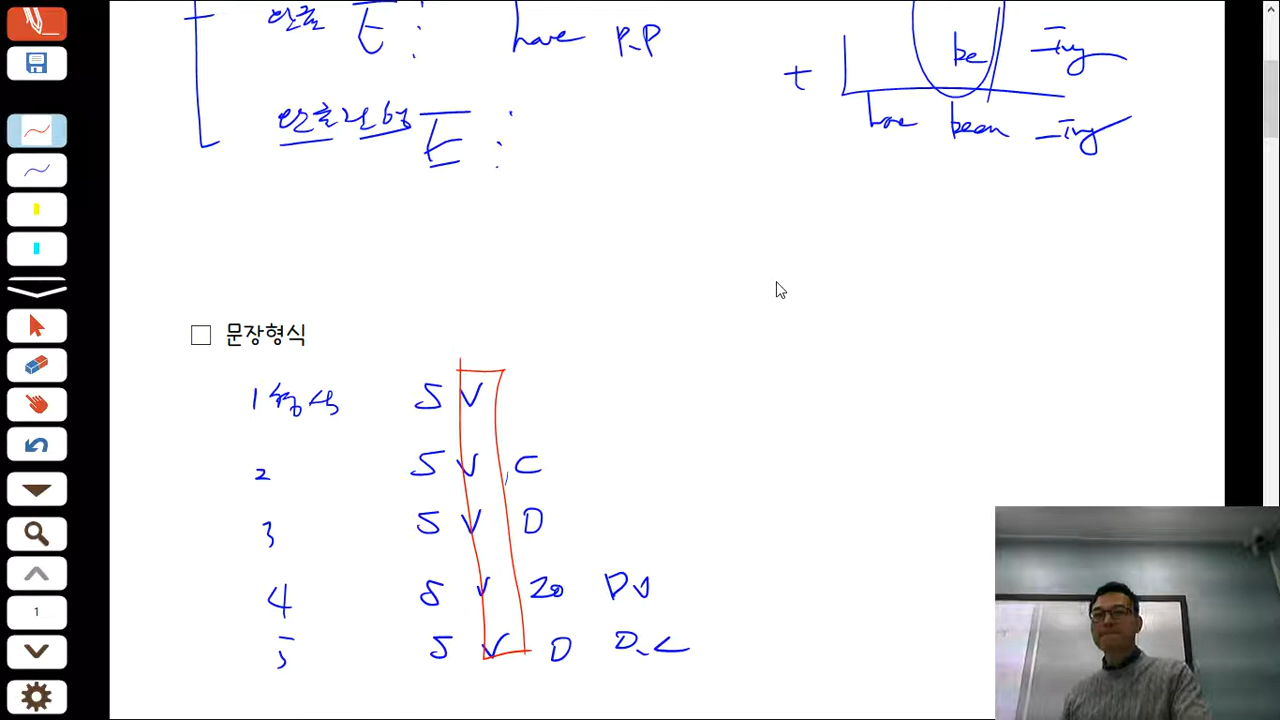 완료 E : have P.P
be -Ing
+
완료진행 E : have been -Ing
□ 문장형식
1형식 S V
2 S V C
3 S V O
4 S V IO DO
5 S V O O.C
1